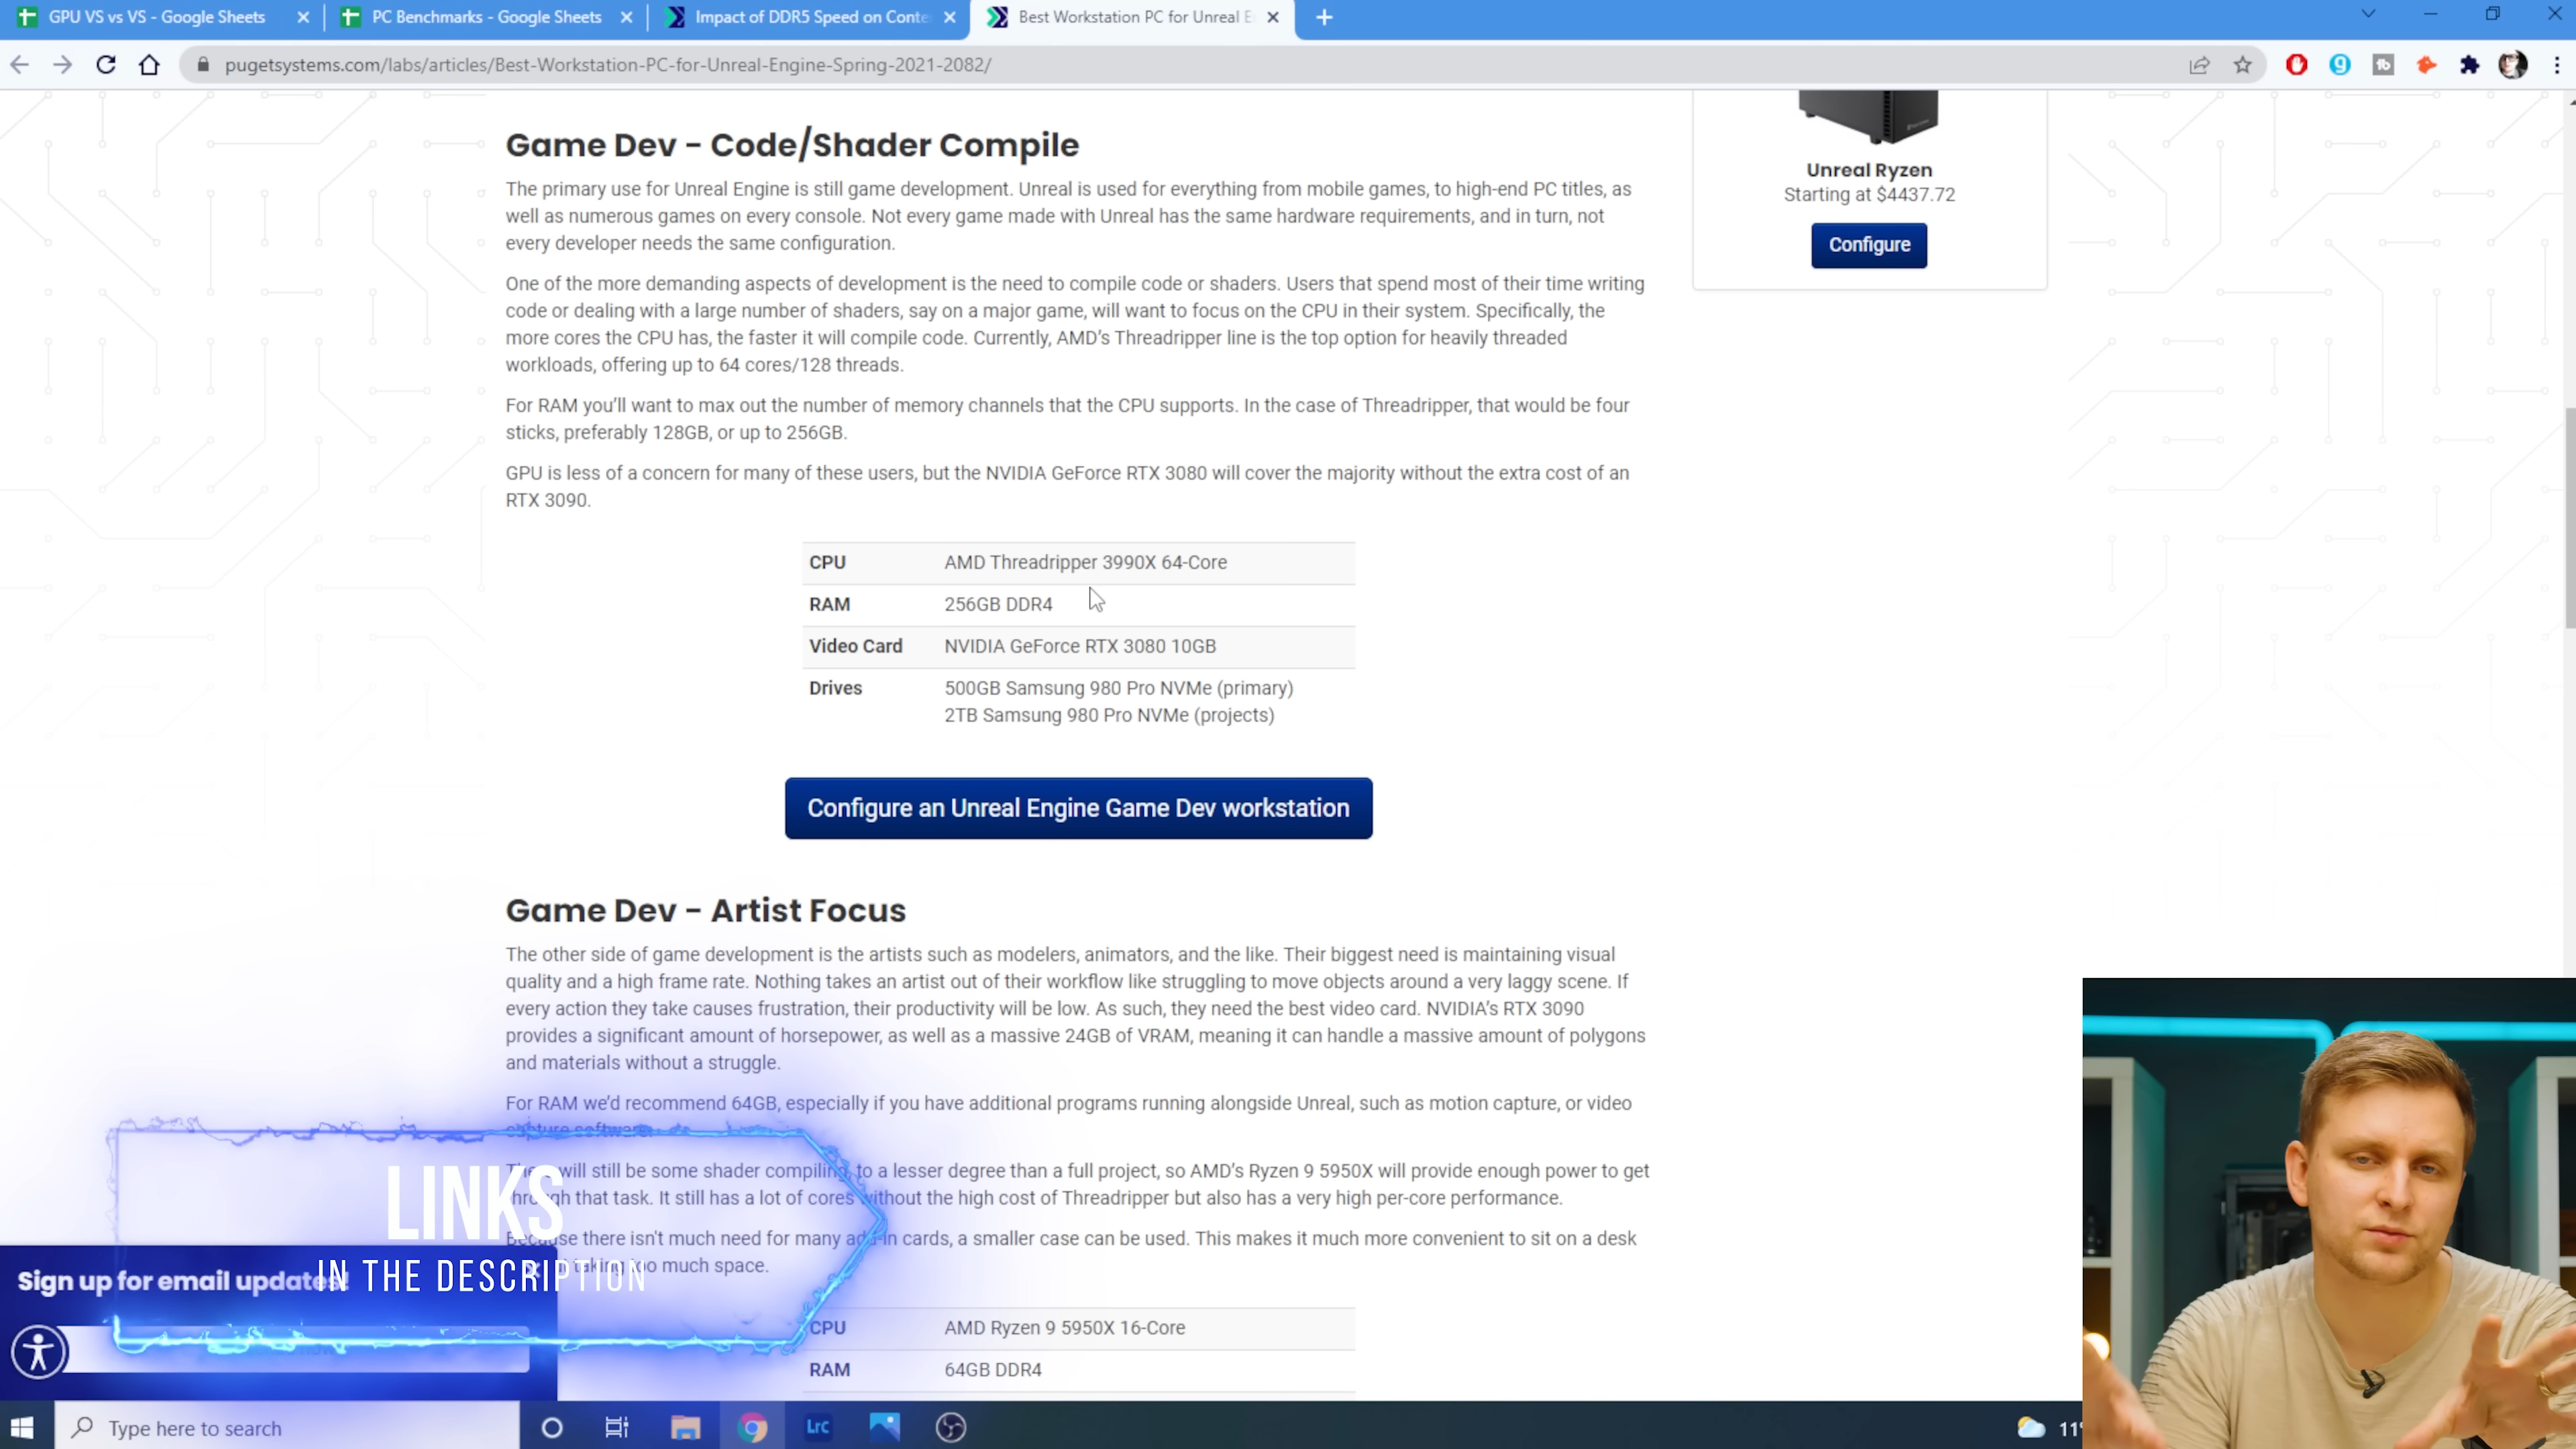 GPU VS vs VS - Google Sheets
PC Benchmarks - Google Sheets
Impact of DDR5 Speed on Conte
Best Workstation PC for Unreal E
pugetsystems.com/labs/articles/Best-Workstation-PC-for-Unreal-Engine-Spring-2021-2082/
Game Dev - Code/Shader Compile
The primary use for Unreal Engine is still game development. Unreal is used for everything from mobile games, to high-end PC titles, as
well as numerous games on every console. Not every game made with Unreal has the same hardware requirements, and in turn, not
every developer needs the same configuration.
One of the more demanding aspects of development is the need to compile code or shaders. Users that spend most of their time writing
code or dealing with a large number of shaders, say on a major game, will want to focus on the CPU in their system. Specifically, the
more cores the CPU has, the faster it will compile code. Currently, AMD's Threadripper line is the top option for heavily threaded
workloads, offering up to 64 cores/128 threads.
For RAM you'll want to max out the number of memory channels that the CPU supports. In the case of Threadripper, that would be four
sticks, preferably 128GB, or up to 256GB.
GPU is less of a concern for many of these users, but the NVIDIA GeForce RTX 3080 will cover the majority without the extra cost of an
RTX 3090.
CPU AMD Threadripper 3990X 64-Core
RAM 256GB DDR4
Video Card NVIDIA GeForce RTX 3080 10GB
Drives 500GB Samsung 980 Pro NVMe (primary)
2TB Samsung 980 Pro NVMe (projects)
Configure an Unreal Engine Game Dev workstation
Unreal Ryzen
Starting at $4437.72
Configure
Game Dev - Artist Focus
The other side of game development is the artists such as modelers, animators, and the like. Their biggest need is maintaining visual
quality and a high frame rate. Nothing takes an artist out of their workflow like struggling to move objects around a very laggy scene. If
every action they take causes frustration, their productivity will be low. As such, they need the best video card. NVIDIA's RTX 3090
provides a significant amount of horsepower, as well as a massive 24GB of VRAM, meaning it can handle a massive amount of polygons
and materials without a struggle.
For RAM we'd recommend 64GB, especially if you have additional programs running alongside Unreal, such as motion capture, or video
capture software.
will still be some shader compiling, to a lesser degree than a full project, so AMD's Ryzen 9 5950X will provide enough power to get
through that task. It still has a lot of cores without the high cost of Threadripper but also has a very high per-core performance.
Because there isn't much need for many add-in cards, a smaller case can be used. This makes it much more convenient to sit on a desk
taking too much space.
CPU AMD Ryzen 9 5950X 16-Core
RAM 64GB DDR4
LINKS
IN THE DESCRIPTION
Sign up for email updates!
Type here to search
Lrc
11°